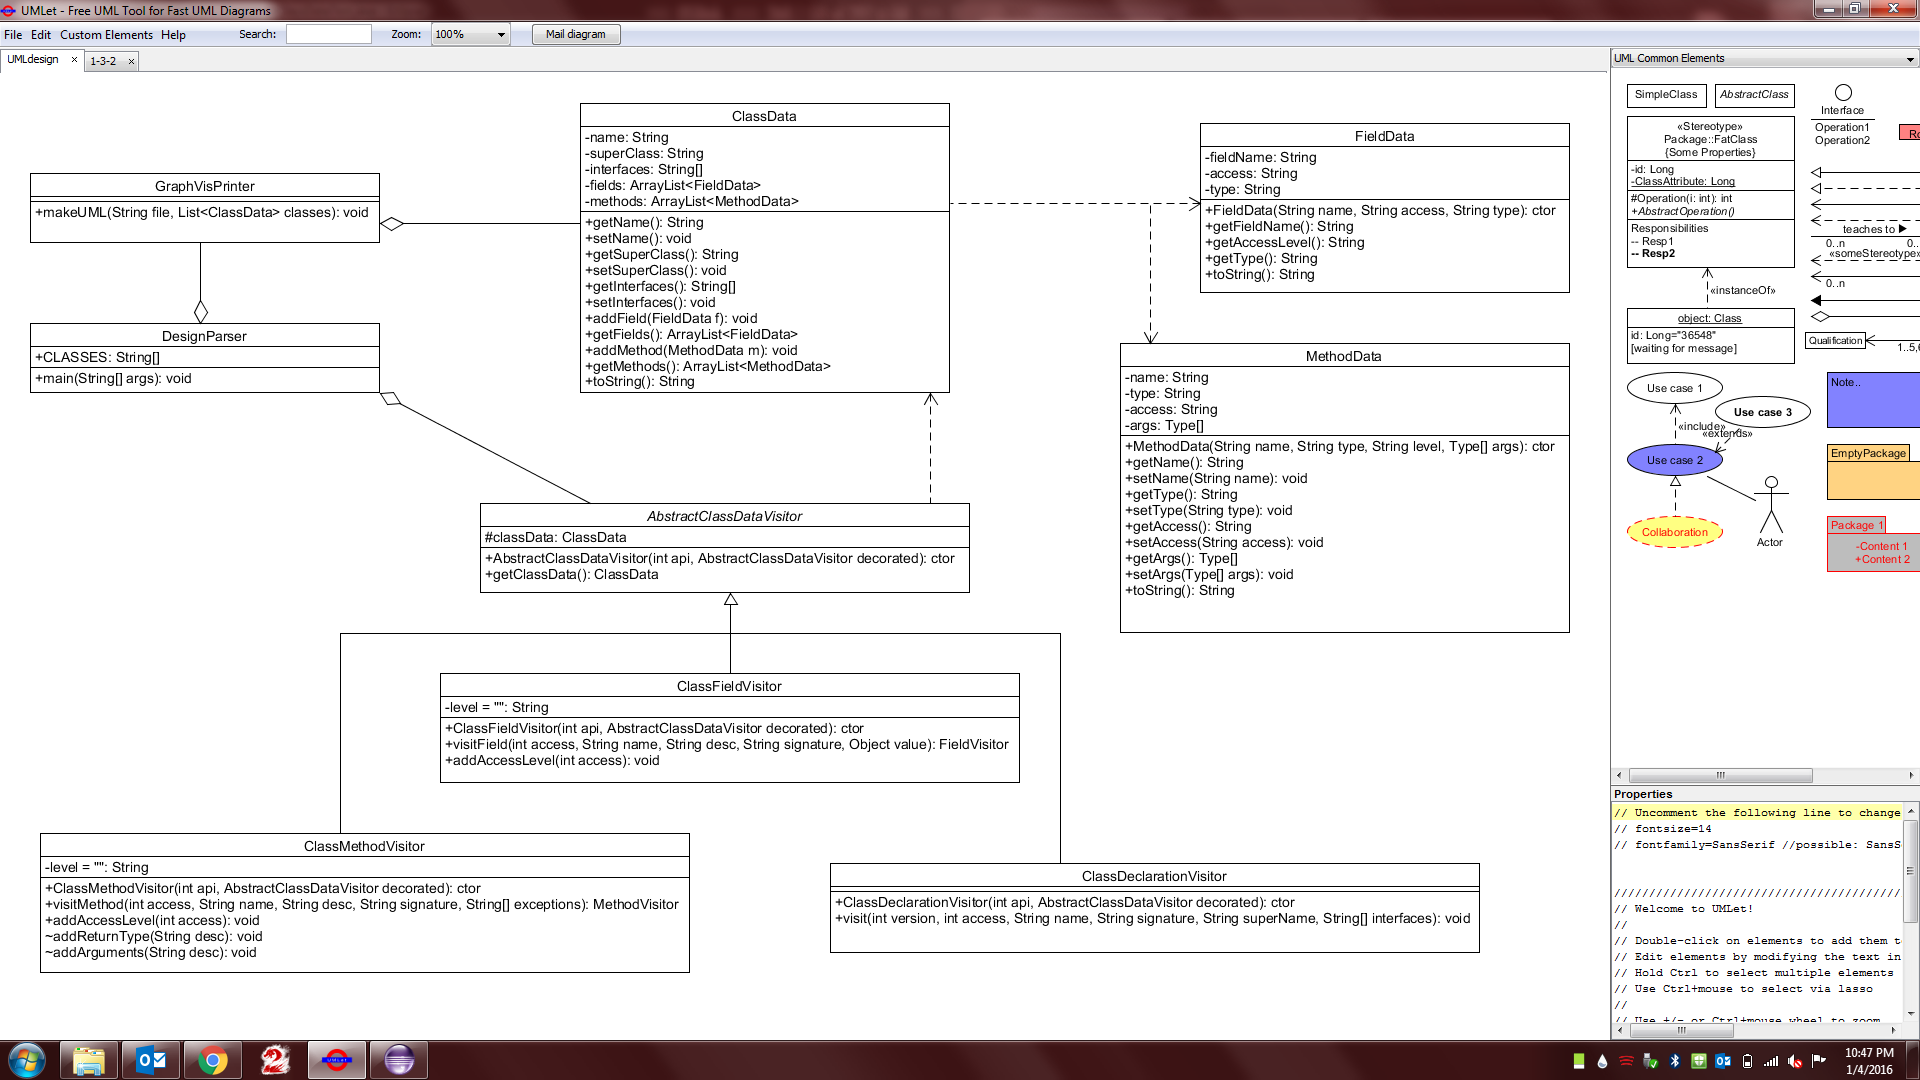 UMLet - Free UML Tool for Fast UML Diagrams
File Edit Custom Elements Help Search: Zoom: 100% Mail diagram
UMLdesign 1-3-2
GraphVisPrinter
+makeUML(String file, List<ClassData> classes): void
DesignParser
+CLASSES: String[]
+main(String[] args): void
ClassData
-name: String
-superClass: String
-interfaces: String[]
-fields: ArrayList<FieldData>
-methods: ArrayList<MethodData>
+getName(): String
+setName(): void
+getSuperClass(): String
+setSuperClass(): void
+getInterfaces(): String[]
+setInterfaces(): void
+addField(FieldData f): void
+getFields(): ArrayList<FieldData>
+addMethod(MethodData m): void
+getMethods(): ArrayList<MethodData>
+toString(): String
FieldData
-fieldName: String
-access: String
-type: String
+FieldData(String name, String access, String type): ctor
+getFieldName(): String
+getAccessLevel(): String
+getType(): String
+toString(): String
MethodData
-name: String
-type: String
-access: String
-args: Type[]
+MethodData(String name, String type, String level, Type[] args): ctor
+getName(): String
+setName(String name): void
+getType(): String
+setType(String type): void
+getAccess(): String
+setAccess(String access): void
+getArgs(): Type[]
+setArgs(Type[] args): void
+toString(): String
AbstractClassDataVisitor
#classData: ClassData
+AbstractClassDataVisitor(int api, AbstractClassDataVisitor decorated): ctor
+getClassData(): ClassData
ClassFieldVisitor
-level = "": String
+ClassFieldVisitor(int api, AbstractClassDataVisitor decorated): ctor
+visitField(int access, String name, String desc, String signature, Object value): FieldVisitor
+addAccessLevel(int access): void
ClassMethodVisitor
-level = "": String
+ClassMethodVisitor(int api, AbstractClassDataVisitor decorated): ctor
+visitMethod(int access, String name, String desc, String signature, String[] exceptions): MethodVisitor
+addAccessLevel(int access): void
~addReturnType(String desc): void
~addArguments(String desc): void
ClassDeclarationVisitor
+ClassDeclarationVisitor(int api, AbstractClassDataVisitor decorated): ctor
+visit(int version, int access, String name, String signature, String superName, String[] interfaces): void
UML Common Elements
SimpleClass
AbstractClass
Interface
Operation1
Operation2
«Stereotype»
Package::FatClass
{Some Properties}
-id: Long
-ClassAttribute: Long
#Operation(i: int): int
+AbstractOperation()
Responsibilities
-- Resp1
-- Resp2
teaches to
0..n 0..
«someStereotype»
0..n
«instanceOf»
object: Class
id: Long="36548"
[waiting for message]
Qualification
1..5,6
Use case 1
Use case 3
«include»
«extends»
Use case 2
Collaboration
Actor
Note..
EmptyPackage
Package 1
-Content 1
+Content 2
Properties
// Uncomment the following line to change
// fontsize=14
// fontfamily=SansSerif //possible: SansS
/////////////////////////////////////////
// Welcome to UMLet!
//
// Double-click on elements to add them t
// Edit elements by modifying the text in
// Hold Ctrl to select multiple elements
// Use Ctrl+mouse to select via lasso
//
// Use +/- or Ctrl+mouse wheel to zoom
10:47 PM
1/4/2016